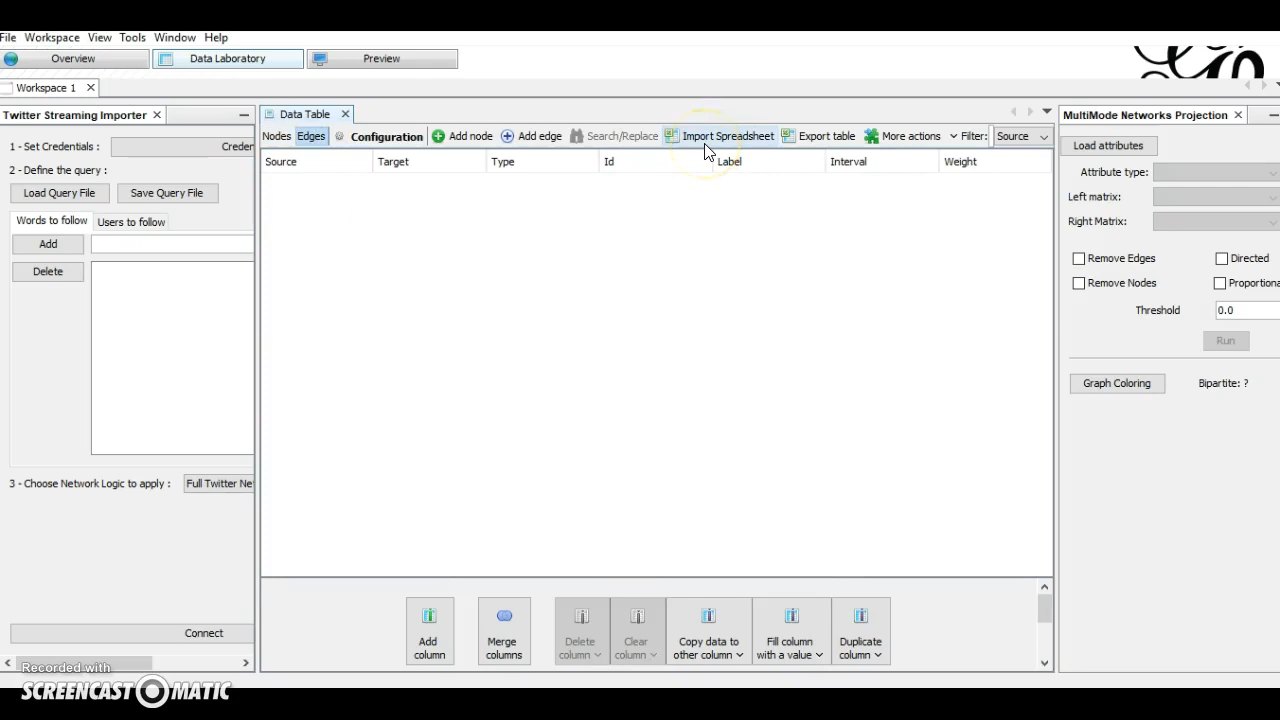 File Workspace View Tools Window Help
Overview Data Laboratory Preview
Workspace 1
Twitter Streaming Importer
1 - Set Credentials : Creden
2 - Define the query :
Load Query File Save Query File
Words to follow Users to follow
Add
Delete
3 - Choose Network Logic to apply : Full Twitter Ne
Connect
Data Table
Nodes Edges Configuration Add node Add edge Search/Replace Import Spreadsheet Export table More actions Filter: Source
Source Target Type Id Label Interval Weight
Add column
Merge columns
Delete column
Clear column
Copy data to other column
Fill column with a value
Duplicate column
MultiMode Networks Projection
Load attributes
Attribute type:
Left matrix:
Right Matrix:
Remove Edges Directed
Remove Nodes Proportiona
Threshold 0.0
Run
Graph Coloring Bipartite: ?
Recorded with
SCREENCAST MATIC